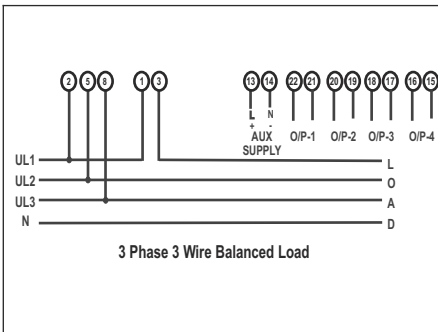 2 5 8 1 3 13 14 22 21 20 19 18 17 16 15
L N
+ -
AUX SUPPLY O/P-1 O/P-2 O/P-3 O/P-4
UL1 L
UL2 O
UL3 A
N D
3 Phase 3 Wire Balanced Load